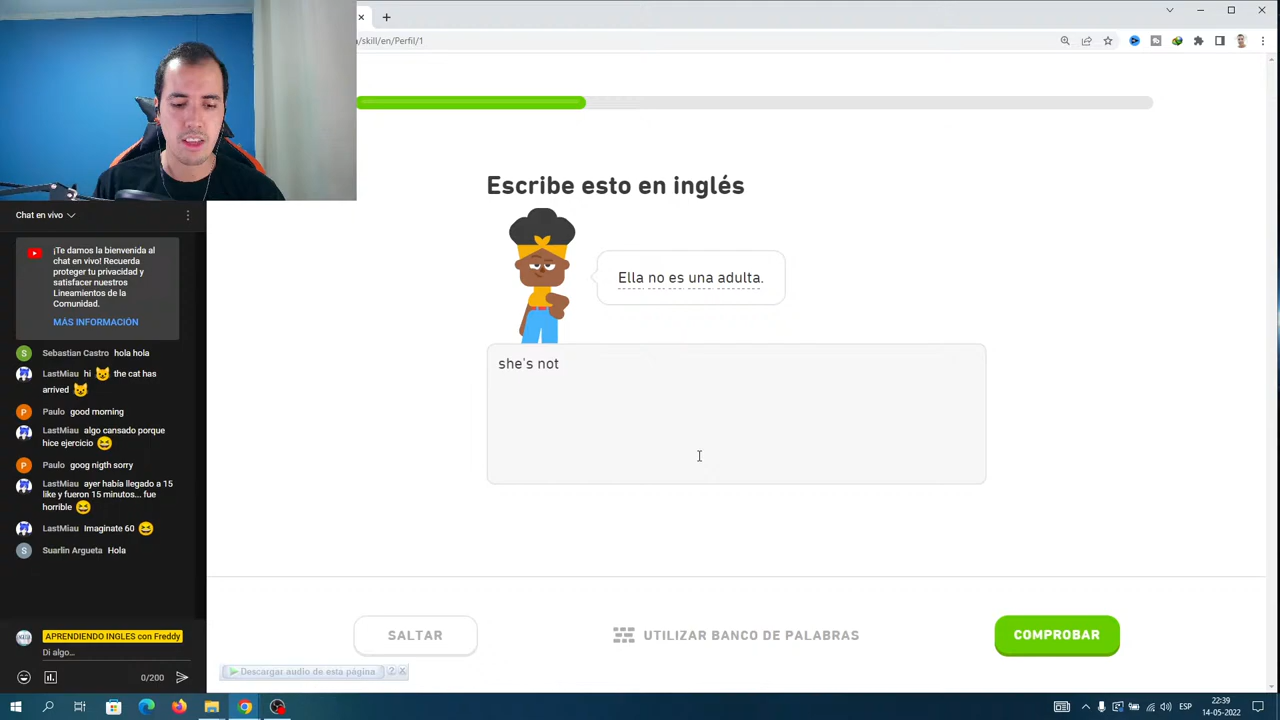 /skill/en/Perfil/1
Escribe esto en inglés
Ella no es una adulta.
she's not
Chat en vivo
¡Te damos la bienvenida al
chat en vivo! Recuerda
proteger tu privacidad y
satisfacer nuestros
Lineamientos de la
Comunidad.
MÁS INFORMACIÓN
S Sebastian Castro hola hola
LastMiau hi 😺 the cat has
arrived 😺
P Paulo good morning
LastMiau algo cansado porque
hice ejercicio 😆
P Paulo goog nigth sorry
LastMiau ayer había llegado a 15
like y fueron 15 minutos... fue
horrible 😆
LastMiau Imaginate 60 😆
S Suarlin Argueta Hola
APRENDIENDO INGLES con Freddy
Di algo...
0/200
SALTAR
UTILIZAR BANCO DE PALABRAS
COMPROBAR
Descargar audio de esta página
? X
ESP
22:39
14-05-2022